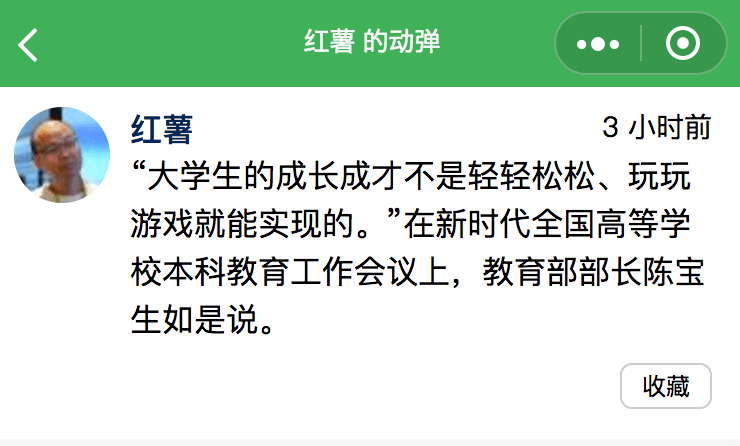 红薯 的动弹
红薯
3 小时前
“大学生的成长成才不是轻轻松松、玩玩
游戏就能实现的。”在新时代全国高等学
校本科教育工作会议上，教育部部长陈宝
生如是说。
收藏